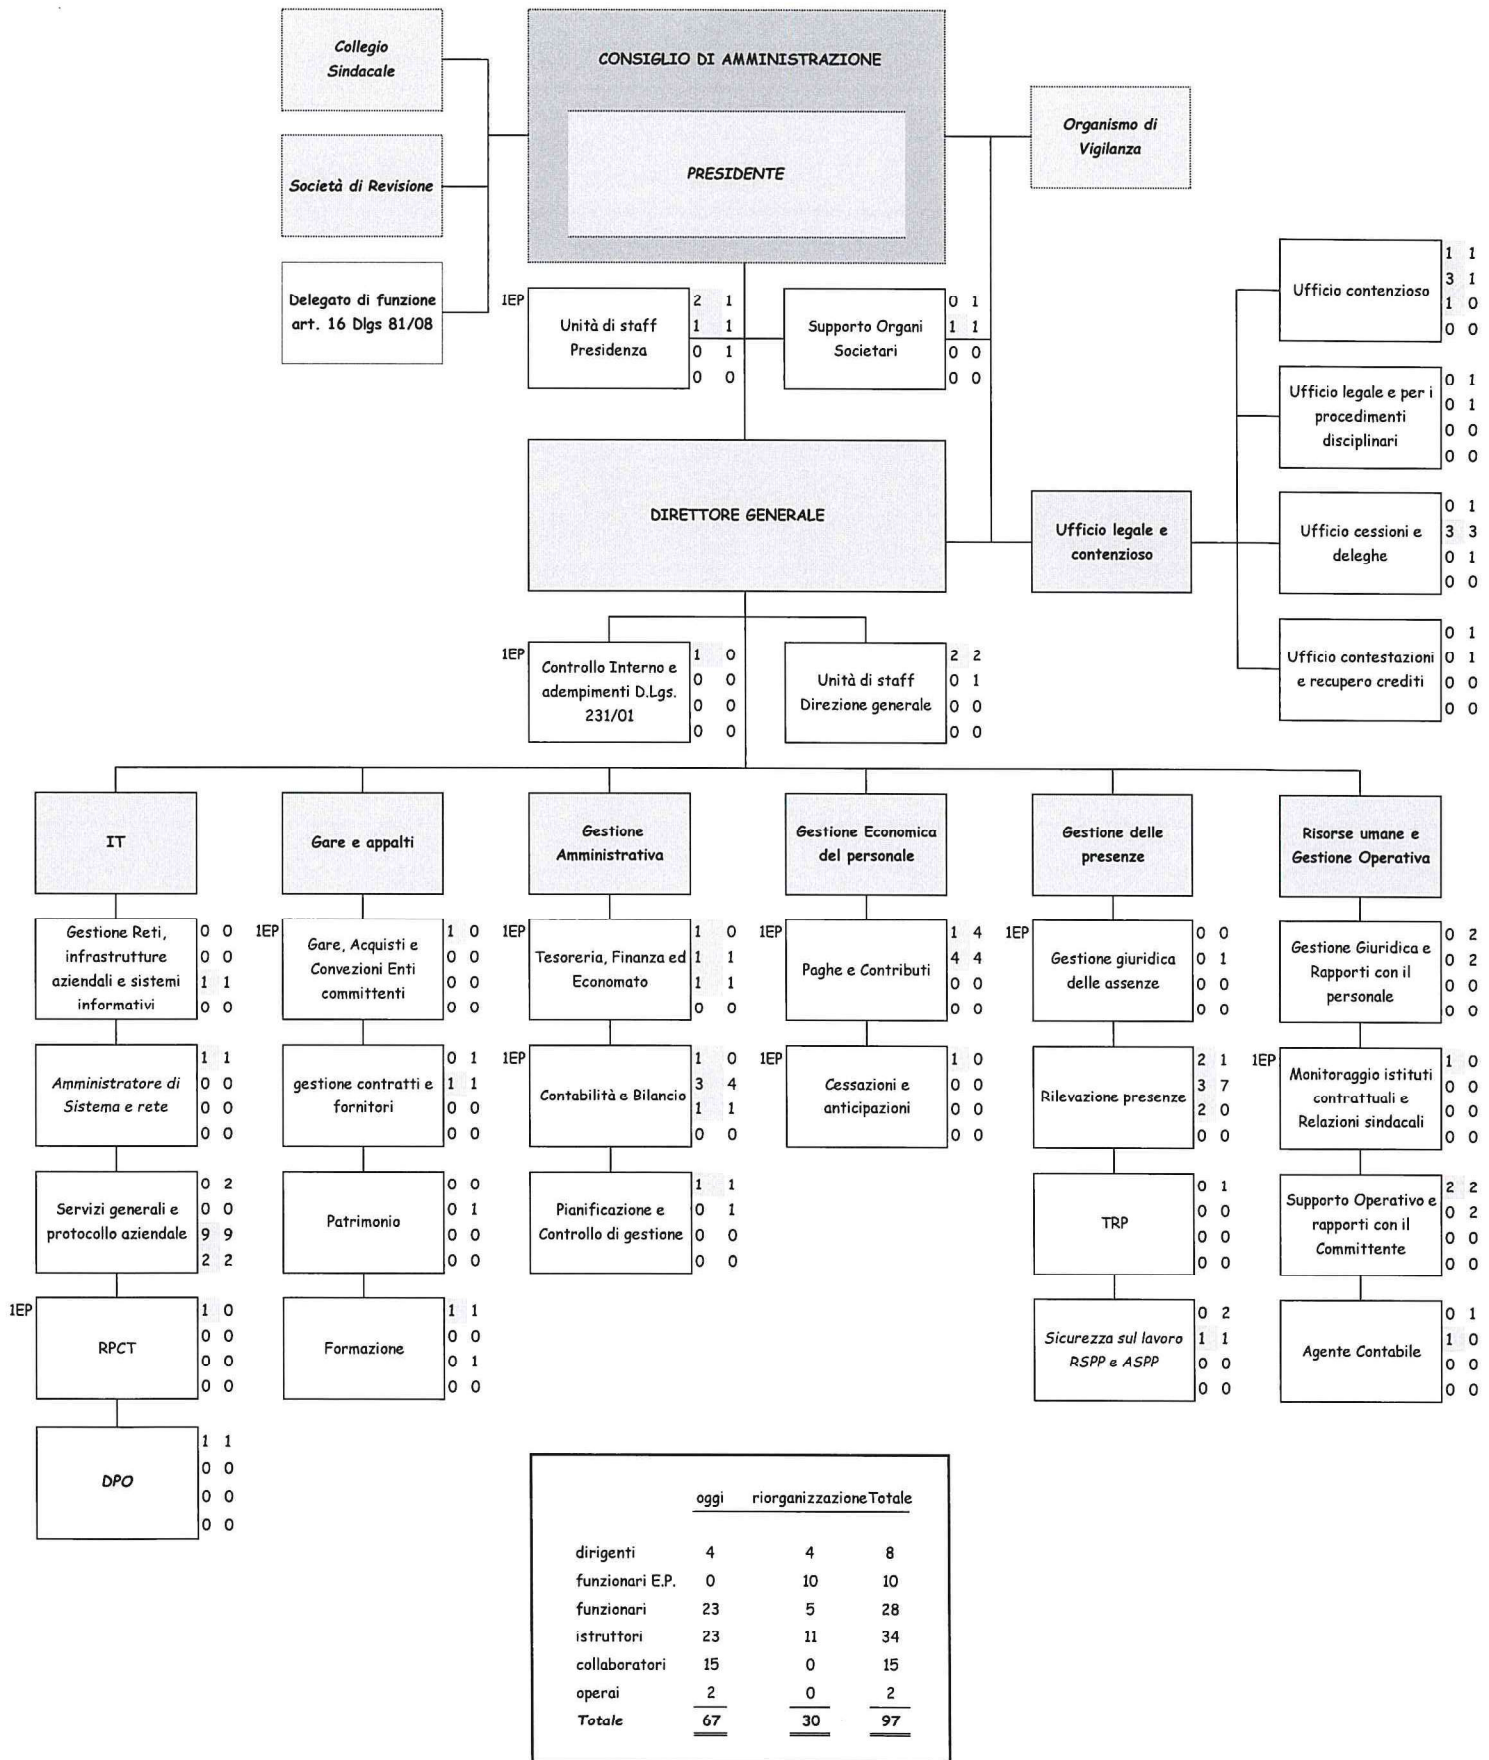 Collegio
Sindacale
CONSIGLIO DI AMMINISTRAZIONE
PRESIDENTE
Organismo di
Vigilanza
Società di Revisione
Delegato di funzione
art. 16 Dlgs 81/08
1EP
Unità di staff
Presidenza
2 1
1 1
0 1
0 0
Supporto Organi
Societari
0 1
1 1
0 0
0 0
Ufficio contenzioso
1 1
3 1
1 0
0 0
Ufficio legale e per i
procedimenti
disciplinari
0 1
0 1
0 0
0 0
DIRETTORE GENERALE
Ufficio legale e
contenzioso
Ufficio cessioni e
deleghe
0 1
3 3
0 1
0 0
Ufficio contestazioni
e recupero crediti
0 1
0 1
0 0
0 0
1EP
Controllo Interno e
adempimenti D.Lgs.
231/01
1 0
0 0
0 0
0 0
Unità di staff
Direzione generale
2 2
0 1
0 0
0 0
IT
Gare e appalti
Gestione
Amministrativa
Gestione Economica
del personale
Gestione delle
presenze
Risorse umane e
Gestione Operativa
Gestione Reti,
infrastrutture
aziendali e sistemi
informativi
0 0
0 0
1 1
0 0
1EP
Gare, Acquisti e
Convezioni Enti
committenti
1 0
0 0
0 0
0 0
1EP
Tesoreria, Finanza ed
Economato
1 0
1 1
1 1
0 0
1EP
Paghe e Contributi
1 4
4 4
0 0
0 0
1EP
Gestione giuridica
delle assenze
0 0
0 1
0 0
0 0
Gestione Giuridica e
Rapporti con il
personale
0 2
0 2
0 0
0 0
Amministratore di
Sistema e rete
1 1
0 0
0 0
0 0
gestione contratti e
fornitori
0 1
1 1
0 0
0 0
1EP
Contabilità e Bilancio
1 0
3 4
1 1
0 0
1EP
Cessazioni e
anticipazioni
1 0
0 0
0 0
0 0
Rilevazione presenze
2 1
3 7
2 0
0 0
1EP
Monitoraggio istituti
contrattuali e
Relazioni sindacali
1 0
0 0
0 0
0 0
Servizi generali e
protocollo aziendale
0 2
0 0
9 9
2 2
Patrimonio
0 0
0 1
0 0
0 0
Pianificazione e
Controllo di gestione
1 1
0 1
0 0
0 0
TRP
0 1
0 0
0 0
0 0
Supporto Operativo e
rapporti con il
Committente
2 2
0 2
0 0
0 0
1EP
RPCT
1 0
0 0
0 0
0 0
Formazione
1 1
0 0
0 1
0 0
Sicurezza sul lavoro
RSPP e ASPP
0 2
1 1
0 0
0 0
Agente Contabile
0 1
1 0
0 0
0 0
DPO
1 1
0 0
0 0
0 0
oggi riorganizzazione Totale
dirigenti 4 4 8
funzionari E.P. 0 10 10
funzionari 23 5 28
istruttori 23 11 34
collaboratori 15 0 15
operai 2 0 2
Totale 67 30 97